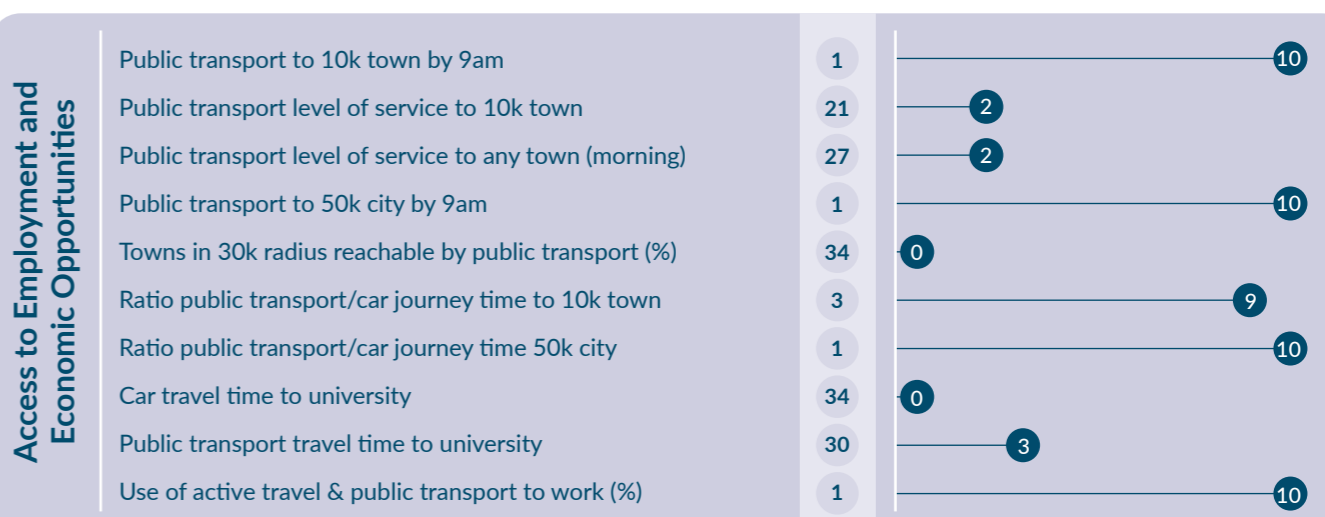 Access to Employment and
Economic Opportunities
Public transport to 10k town by 9am 1 10
Public transport level of service to 10k town 21 2
Public transport level of service to any town (morning) 27 2
Public transport to 50k city by 9am 1 10
Towns in 30k radius reachable by public transport (%) 34 0
Ratio public transport/car journey time to 10k town 3 9
Ratio public transport/car journey time 50k city 1 10
Car travel time to university 34 0
Public transport travel time to university 30 3
Use of active travel & public transport to work (%) 1 10